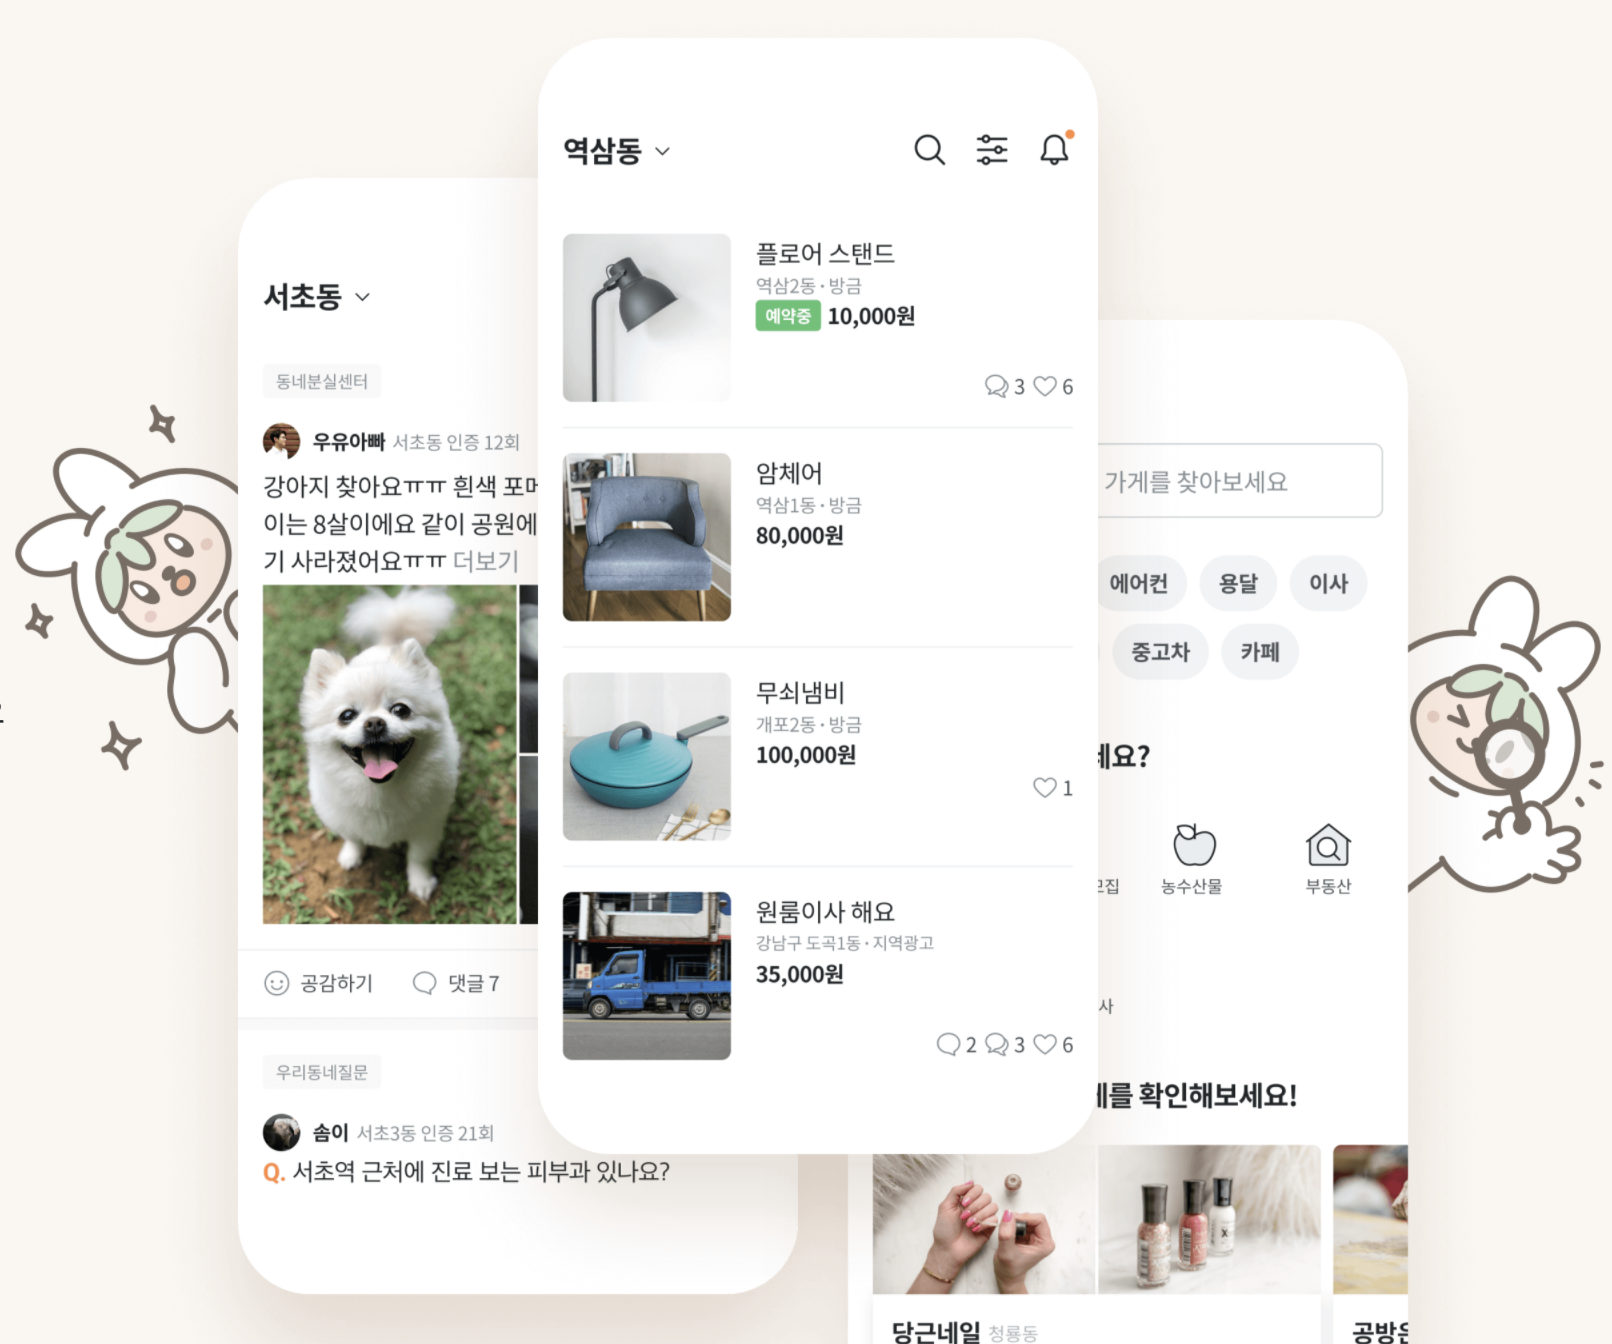 역삼동
플로어 스탠드
역삼2동 · 방금
예약중 10,000원
3 6
암체어
역삼1동 · 방금
80,000원
무쇠냄비
개포2동 · 방금
100,000원
1
원룸이사 해요
강남구 도곡1동 · 지역광고
35,000원
2 3 6
서초동
동네분실센터
우유아빠 서초동 인증 12회
강아지 찾아요ㅠㅠ 흰색
이는 8살이에요 같이 공원에
기 사라졌어요ㅠㅠ 더보기
공감하기 댓글 7
우리동네질문
솜이 서초3동 인증 21회
Q. 서초역 근처에 진료 보는 피부과 있나요?
가게를 찾아보세요
에어컨 용달 이사
중고차 카페
요?
농수산물 부동산
사
를 확인해보세요!
당근네일 청룡동